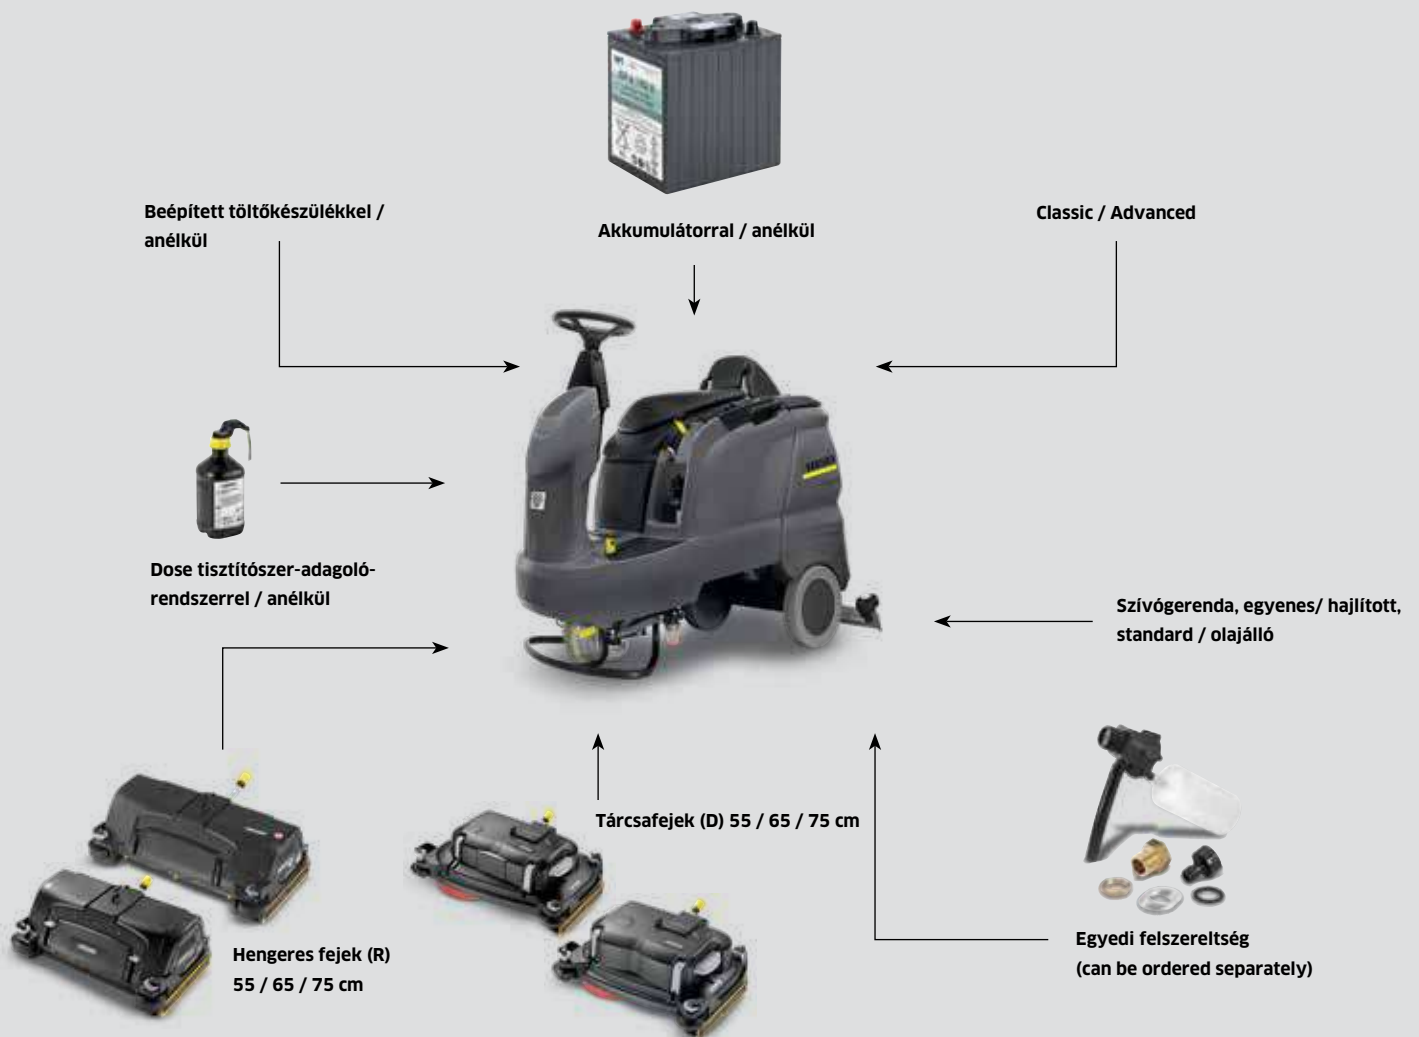 Beépített töltőkészülékkel /
anélkül
Akkumulátorral / anélkül
Classic / Advanced
Dose tisztítószer-adagoló-
rendszerrel / anélkül
Szívógerenda, egyenes/ hajlított,
standard / olajálló
Tárcsafejek (D) 55 / 65 / 75 cm
Hengeres fejek (R)
55 / 65 / 75 cm
Egyedi felszereltség
(can be ordered separately)